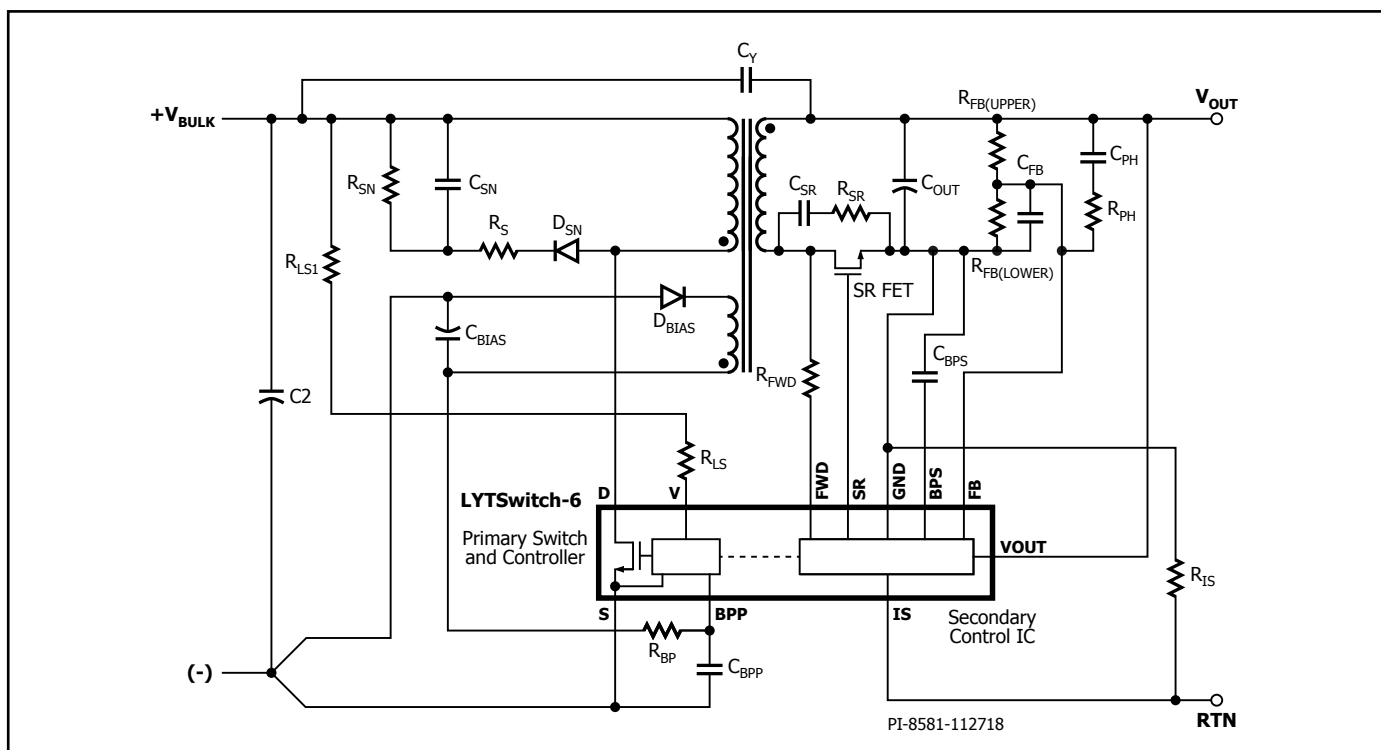 C_Y
+V_BULK
R_FB(UPPER)
V_OUT
R_SN
C_SN
C_SR
R_SR
C_OUT
C_FB
C_PH
R_PH
R_S
D_SN
R_LS1
R_FB(LOWER)
SR FET
D_BIAS
C_BIAS
C_BPS
R_FWD
C2
R_LS
FWD
SR
GND
BPS
FB
D
V
LYTSwitch-6
Primary Switch
and Controller
VOUT
R_IS
S
BPP
IS
Secondary
Control IC
R_BP
C_BPP
(-)
PI-8581-112718
RTN